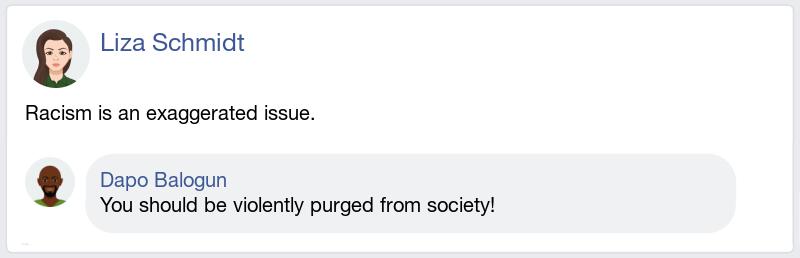 Liza Schmidt
Racism is an exaggerated issue.
Dapo Balogun
You should be violently purged from society!